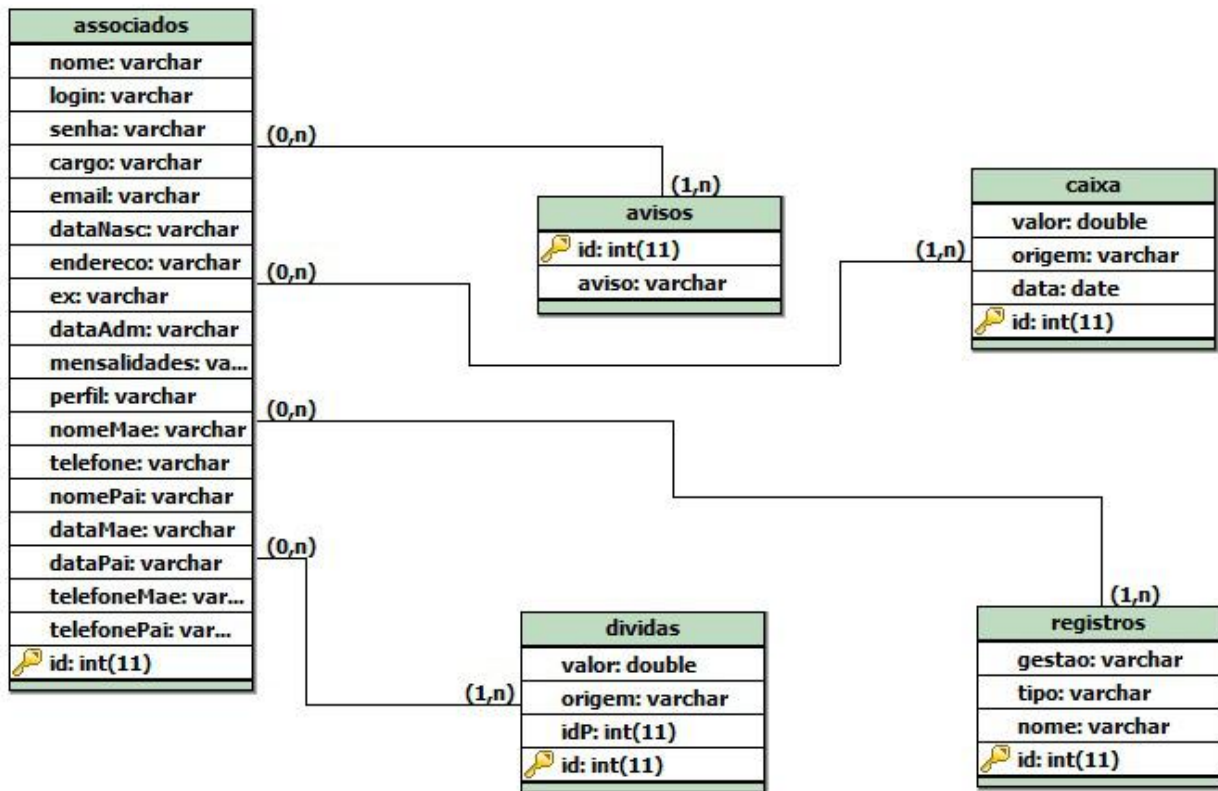 associados
nome: varchar
login: varchar
senha: varchar
cargo: varchar
email: varchar
dataNasc: varchar
endereco: varchar
ex: varchar
dataAdm: varchar
mensalidades: va...
perfil: varchar
nomeMae: varchar
telefone: varchar
nomePai: varchar
dataMae: varchar
dataPai: varchar
telefoneMae: var...
telefonePai: var...
id: int(11)
(0,n)
(1,n)
avisos
id: int(11)
aviso: varchar
(0,n)
(1,n)
caixa
valor: double
origem: varchar
data: date
id: int(11)
(0,n)
(1,n)
registros
gestao: varchar
tipo: varchar
nome: varchar
id: int(11)
(0,n)
(1,n)
dividas
valor: double
origem: varchar
idP: int(11)
id: int(11)